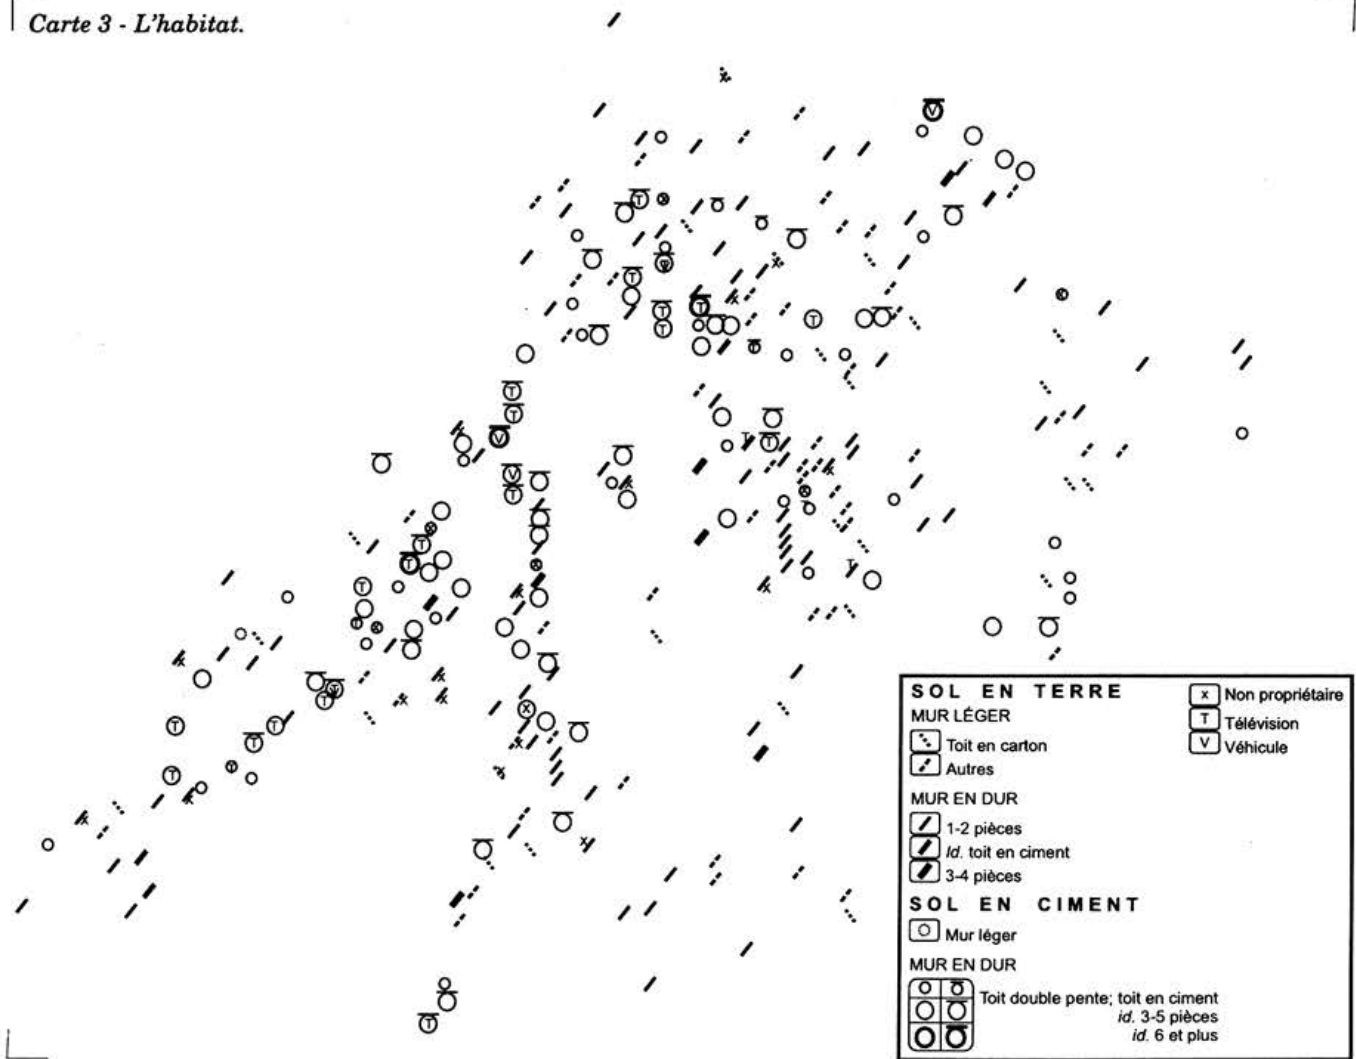 Carte 3 - L'habitat.
SOL EN TERRE
MUR LÉGER
Toit en carton
Autres
MUR EN DUR
1-2 pièces
Id. toit en ciment
3-4 pièces
SOL EN CIMENT
Mur léger
MUR EN DUR
Toit double pente; toit en ciment
id. 3-5 pièces
id. 6 et plus
x Non propriétaire
T Télévision
V Véhicule